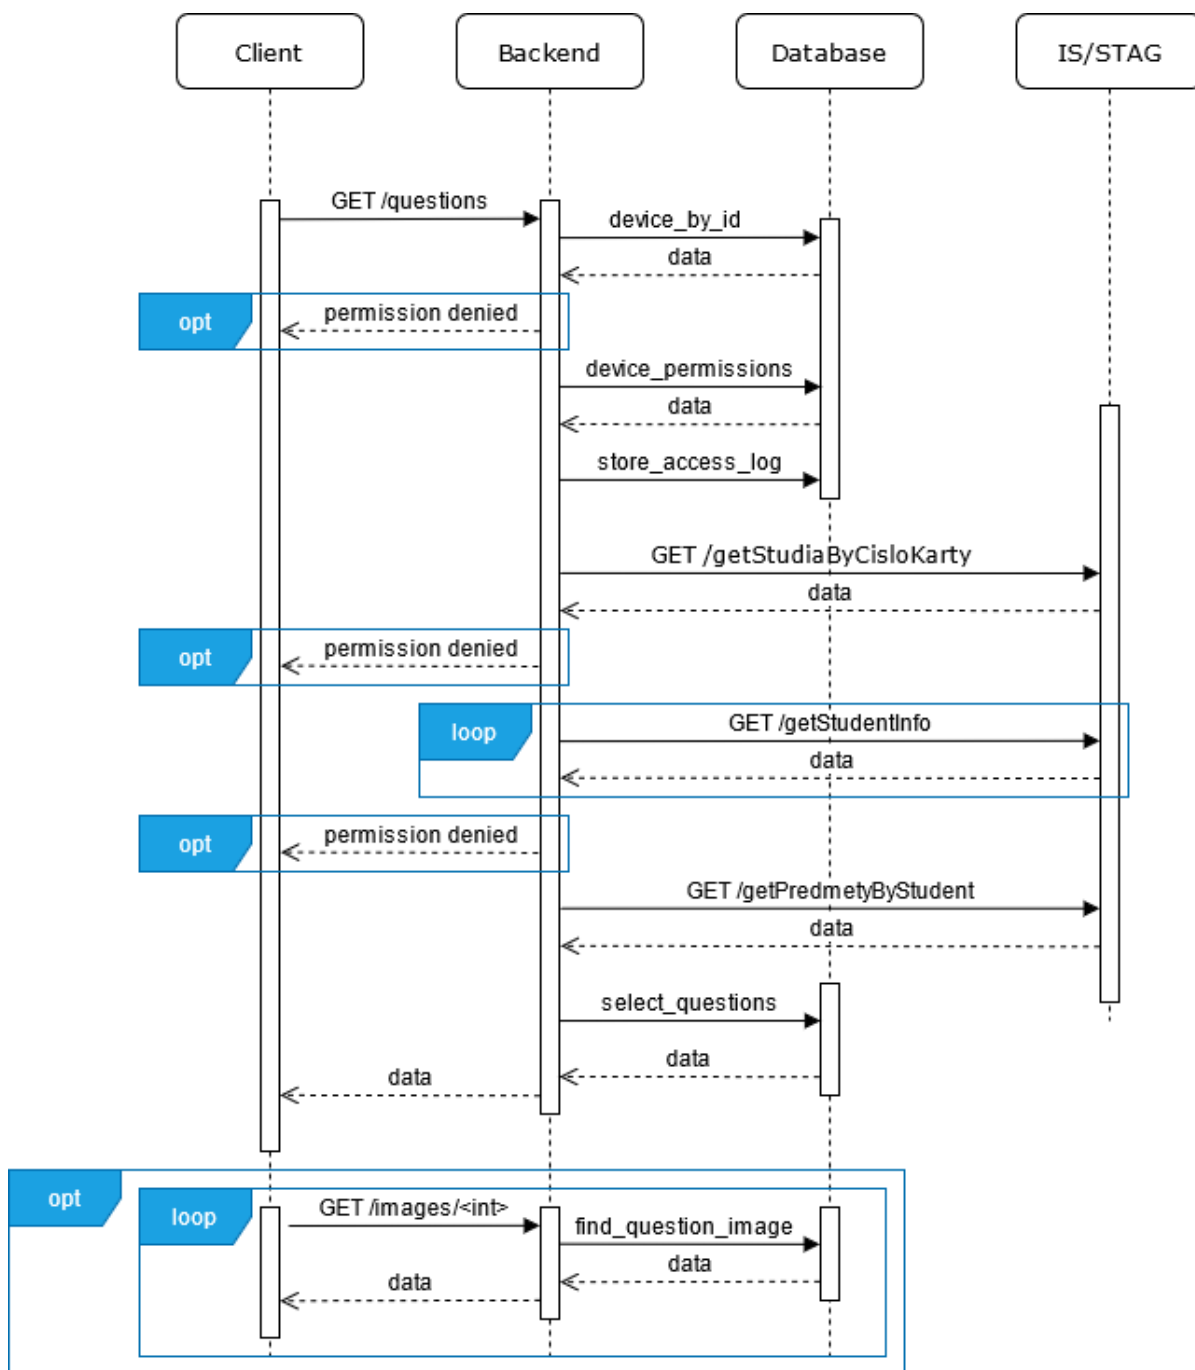 Client
Backend
Database
IS/STAG
GET /questions
device_by_id
data
opt
permission denied
device_permissions
data
store_access_log
GET /getStudiaByCisloKarty
data
opt
permission denied
loop
GET /getStudentInfo
data
opt
permission denied
GET /getPredmetyByStudent
data
select_questions
data
data
opt
loop
GET /images/<int>
find_question_image
data
data